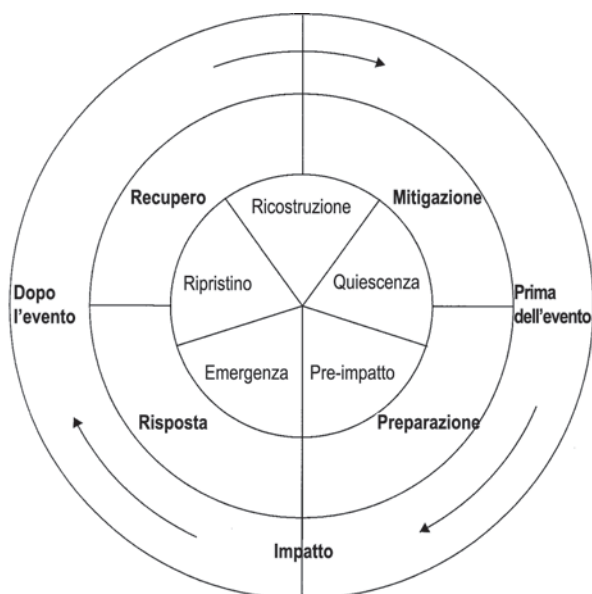 Recupero
Mitigazione
Ricostruzione
Ripristino
Quiescenza
Dopo
l'evento
Prima
dell'evento
Emergenza
Pre-impatto
Risposta
Preparazione
Impatto